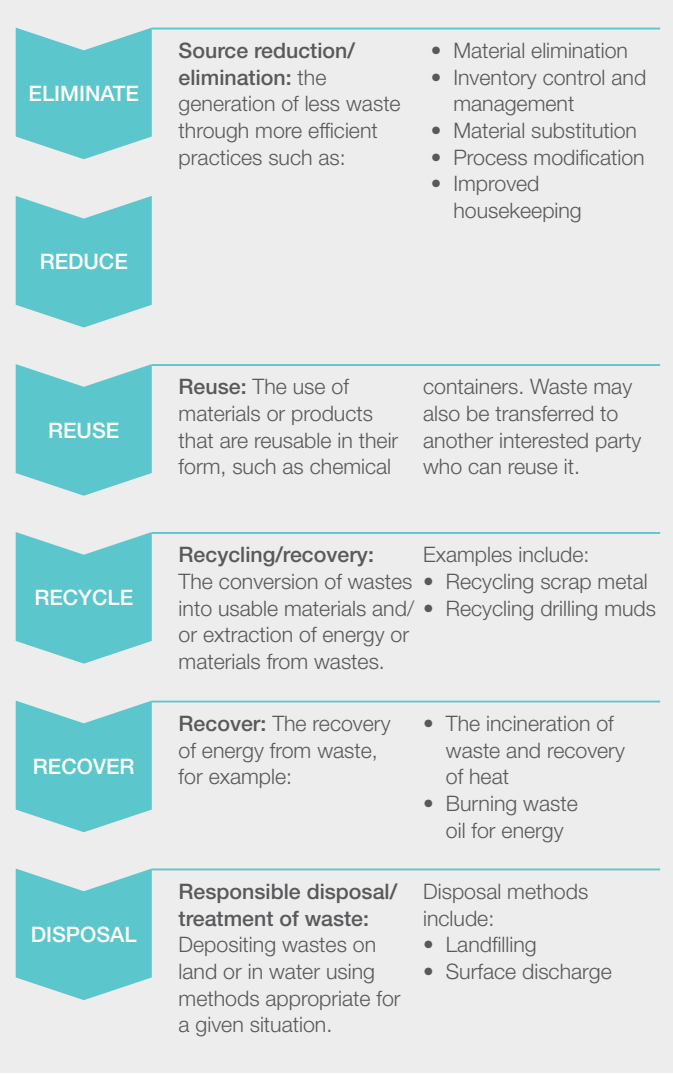 ELIMINATE
Source reduction/
elimination: the
generation of less waste
through more efficient
practices such as:
• Material elimination
• Inventory control and
management
• Material substitution
• Process modification
• Improved
housekeeping
REDUCE
REUSE
Reuse: The use of
materials or products
that are reusable in their
form, such as chemical
containers. Waste may
also be transferred to
another interested party
who can reuse it.
RECYCLE
Recycling/recovery:
The conversion of wastes
into usable materials and/
or extraction of energy or
materials from wastes.
Examples include:
• Recycling scrap metal
• Recycling drilling muds
RECOVER
Recover: The recovery
of energy from waste,
for example:
• The incineration of
waste and recovery
of heat
• Burning waste
oil for energy
DISPOSAL
Responsible disposal/
treatment of waste:
Depositing wastes on
land or in water using
methods appropriate for
a given situation.
Disposal methods
include:
• Landfilling
• Surface discharge